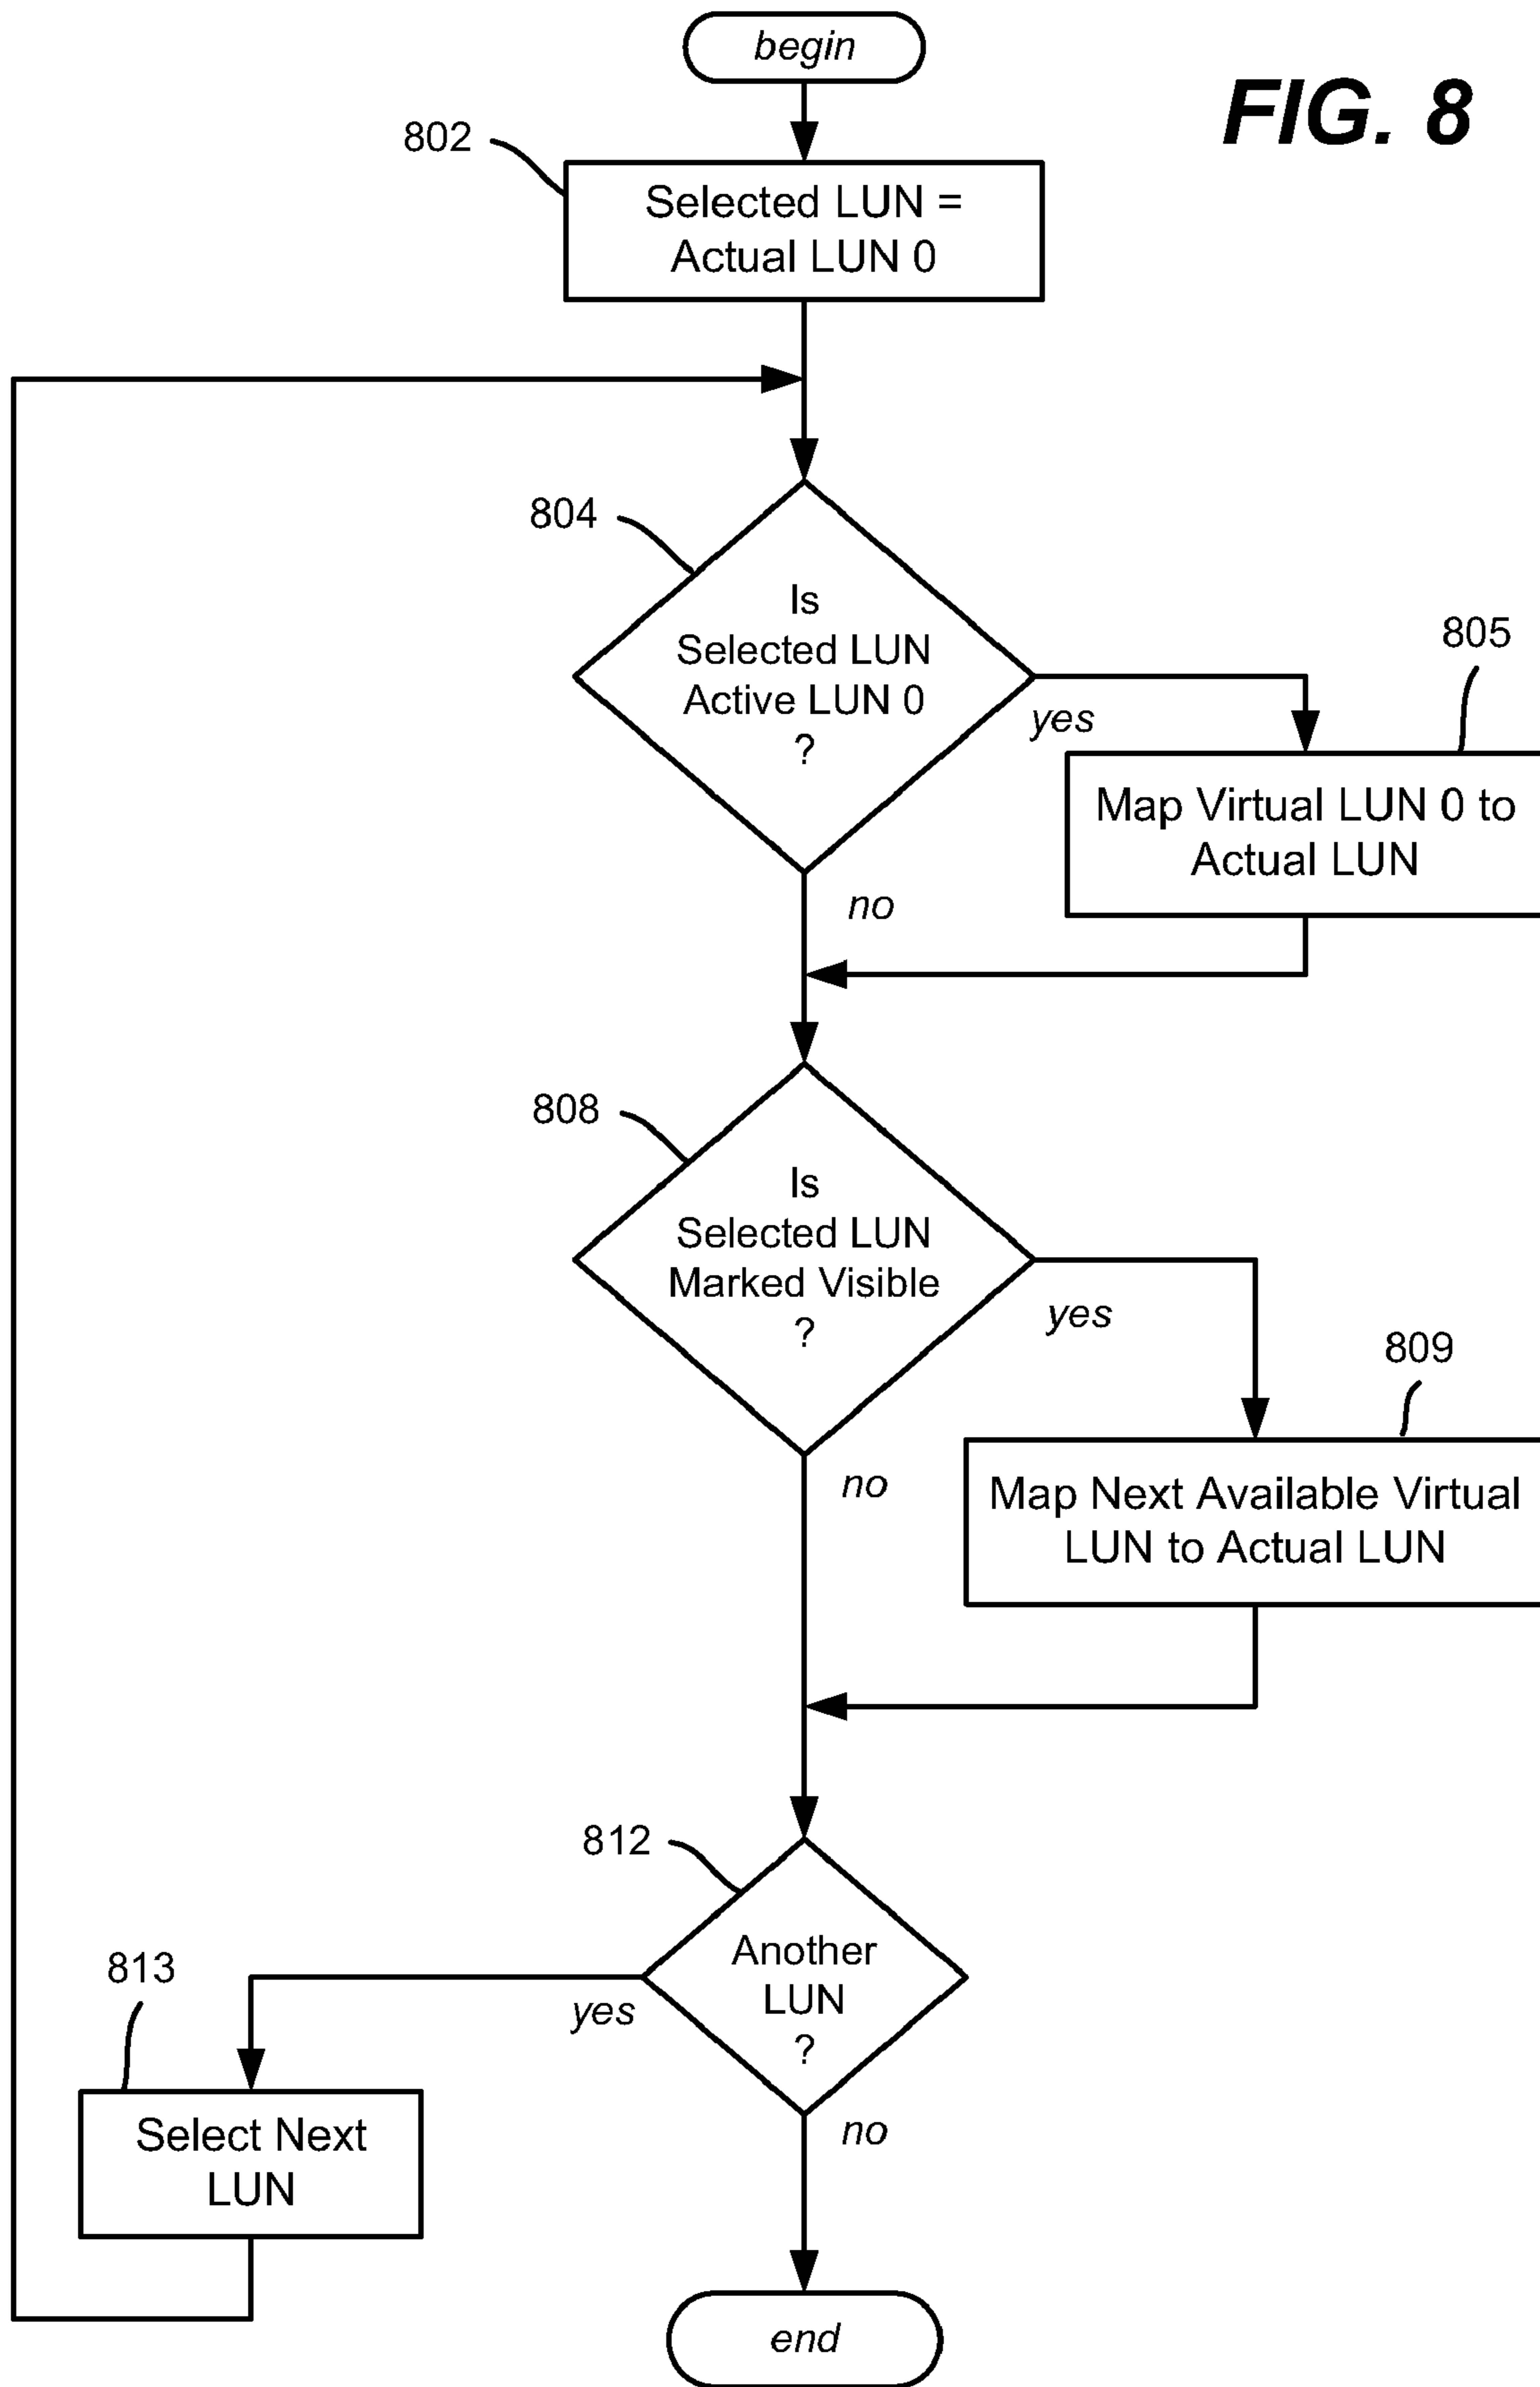 begin
FIG. 8
802
Selected LUN =
Actual LUN 0
804
Is
Selected LUN
Active LUN 0
?
yes
805
Map Virtual LUN 0 to
Actual LUN
no
808
Is
Selected LUN
Marked Visible
?
yes
809
Map Next Available Virtual
LUN to Actual LUN
no
812
Another
LUN
?
yes
813
Select Next
LUN
no
end